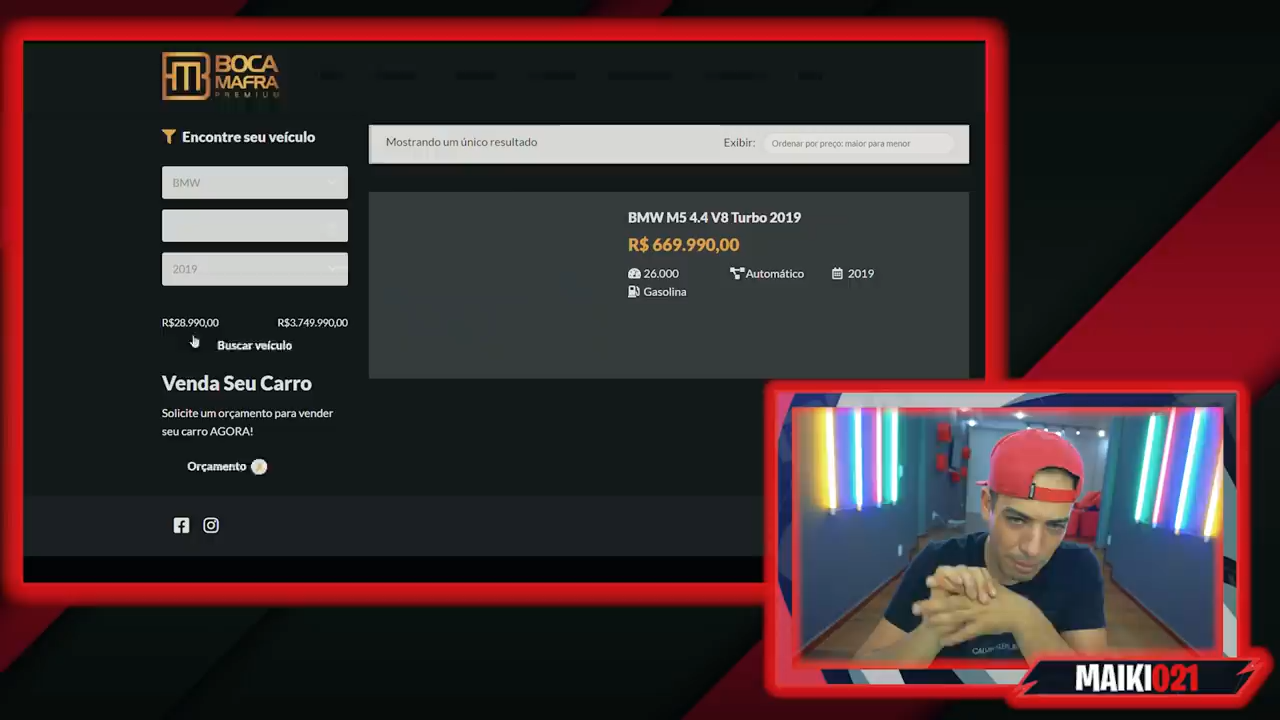 BOCA
MAFRA
PREMIUM
Encontre seu veículo
BMW
2019
R$28.990,00 R$3.749.990,00
Buscar veículo
Venda Seu Carro
Solicite um orçamento para vender
seu carro AGORA!
Orçamento
Mostrando um único resultado
Exibir: Ordenar por preço: maior para menor
BMW M5 4.4 V8 Turbo 2019
R$ 669.990,00
26.000 Automático 2019
Gasolina
MAIKI021